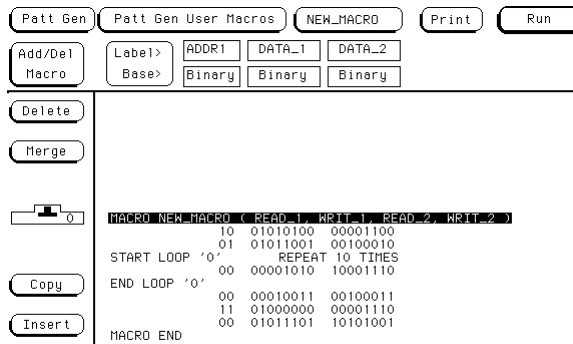 Patt Gen Patt Gen User Macros NEW_MACRO Print Run
Add/Del Macro Label> ADDR1 DATA_1 DATA_2
Base> Binary Binary Binary
Delete
Merge
0
MACRO NEW_MACRO ( READ_1, WRIT_1, READ_2, WRIT_2 )
10 01010100 00001100
01 01011001 00100010
START LOOP '0' REPEAT 10 TIMES
00 00001010 10001110
END LOOP '0'
00 00010011 00100011
11 01000000 00001110
00 01011101 10101001
MACRO END
Copy
Insert